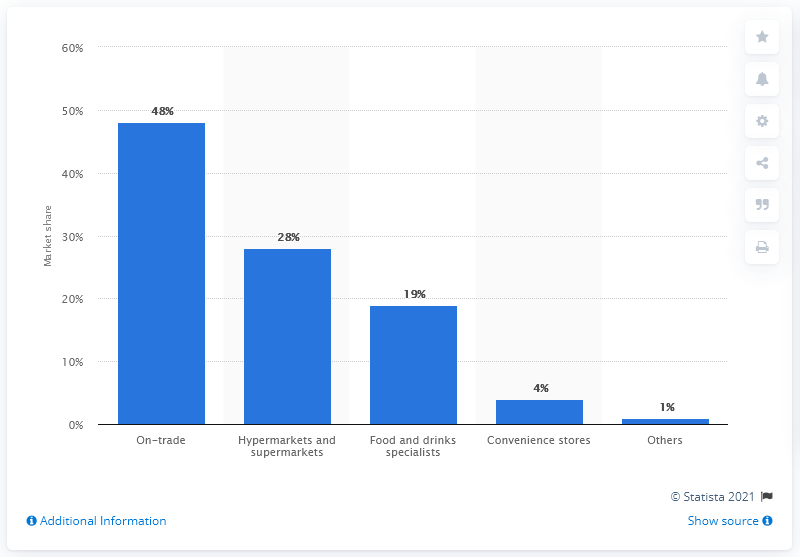 60%
50%
40%
30%
20%
10%
0%
Market share
48%
28%
19%
4%
1%
On-trade
Hypermarkets and
supermarkets
Food and drinks
specialists
Convenience stores
Others
© Statista 2021
Additional Information
Show source